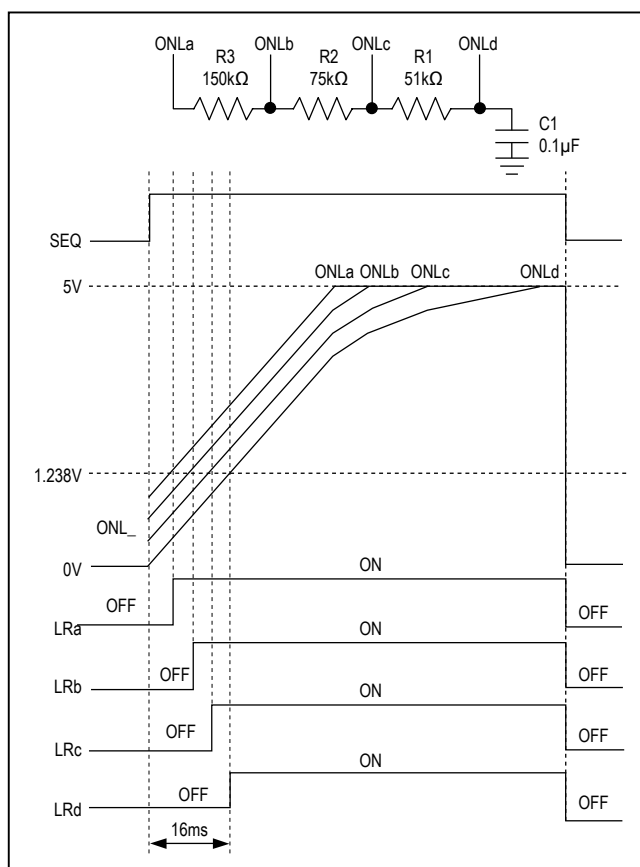 ONLa ONLb ONLc ONLd
R3 R2 R1
150kΩ 75kΩ 51kΩ
C1
0.1µF
SEQ
5V
ONLa ONLb ONLc ONLd
1.238V
ONL_
0V
ON
OFF OFF
LRa
ON
OFF OFF
LRb
ON
OFF OFF
LRc
ON
OFF OFF
LRd
16ms